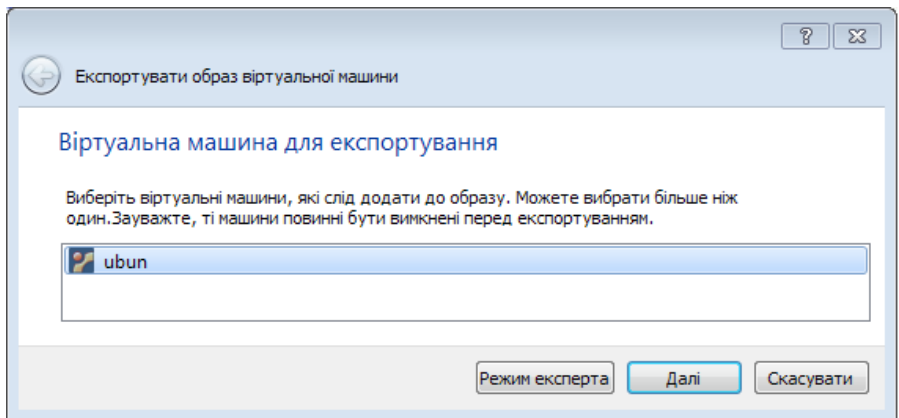 ?
Експортувати образ віртуальної машини
Віртуальна машина для експортування
Виберіть віртуальні машини, які слід додати до образу. Можете вибрати більше ніж
один.Зауважте, ті машини повинні бути вимкнені перед експортуванням.
ubun
Режим експерта Далі Скасувати